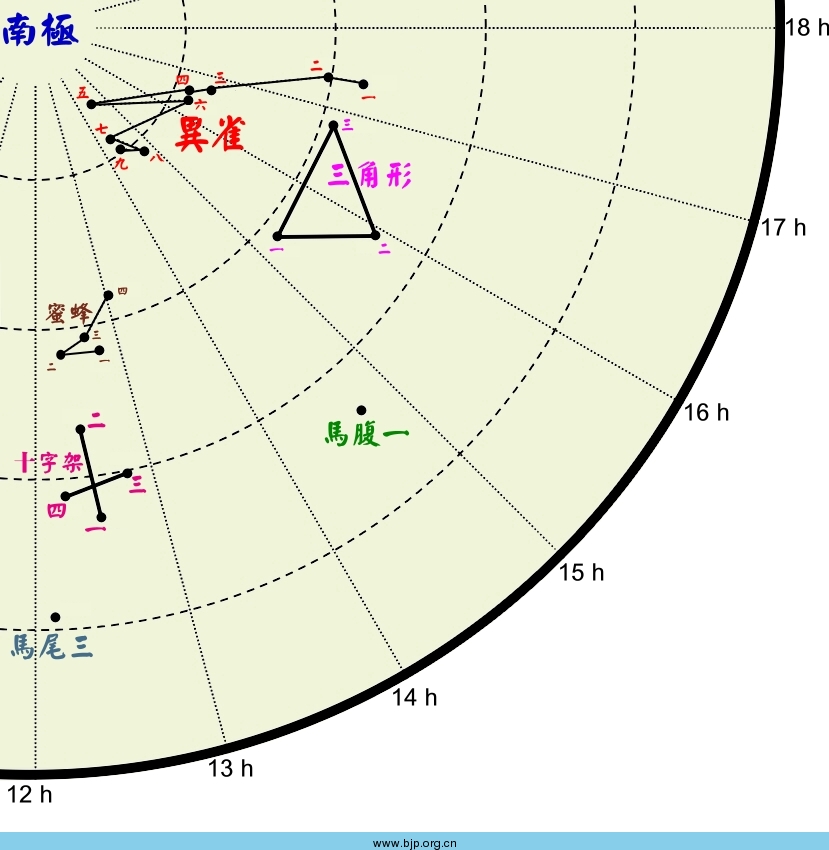 南極
18 h
二
三
四
一
五
六
異雀
七
三
九
八
三角形
17 h
一
二
四
蜜蜂
三
一
二
二
16 h
馬腹一
十字架
三
四
一
15 h
馬尾三
14 h
13 h
12 h
www.bjp.org.cn